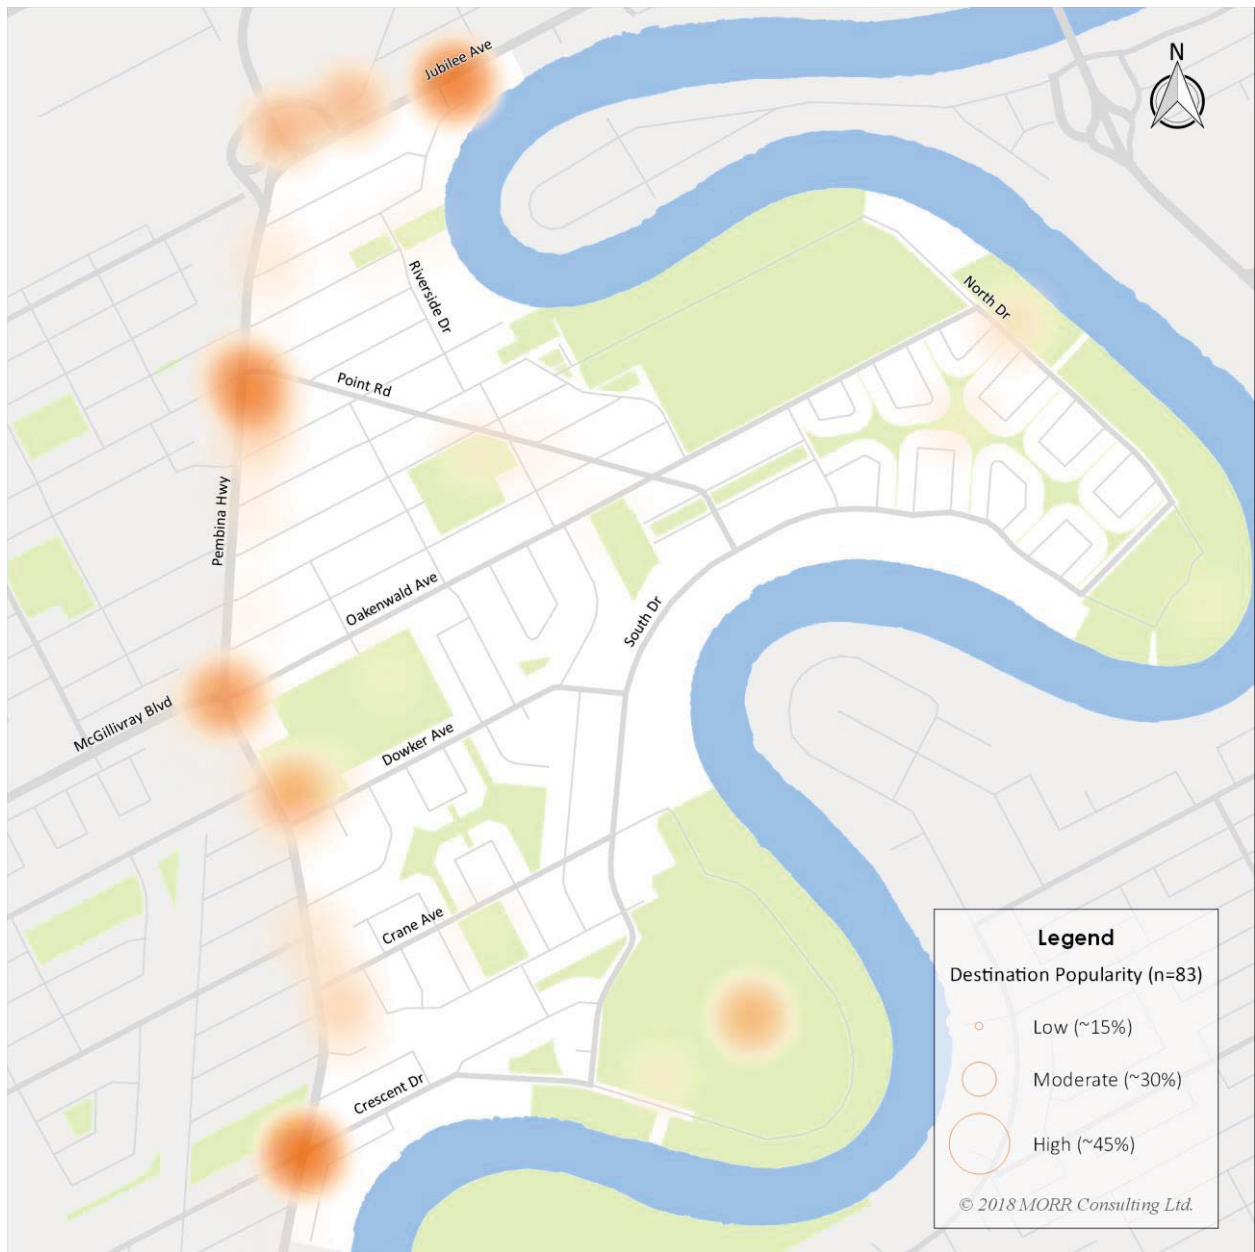 Jubilee Ave
N
North Dr
Riverside Dr
Point Rd
Pembina Hwy
Oakenwald Ave
South Dr
McGillivray Blvd
Dowker Ave
Crane Ave
Crescent Dr
Legend
Destination Popularity (n=83)
Low (~15%)
Moderate (~30%)
High (~45%)
© 2018 MORR Consulting Ltd.